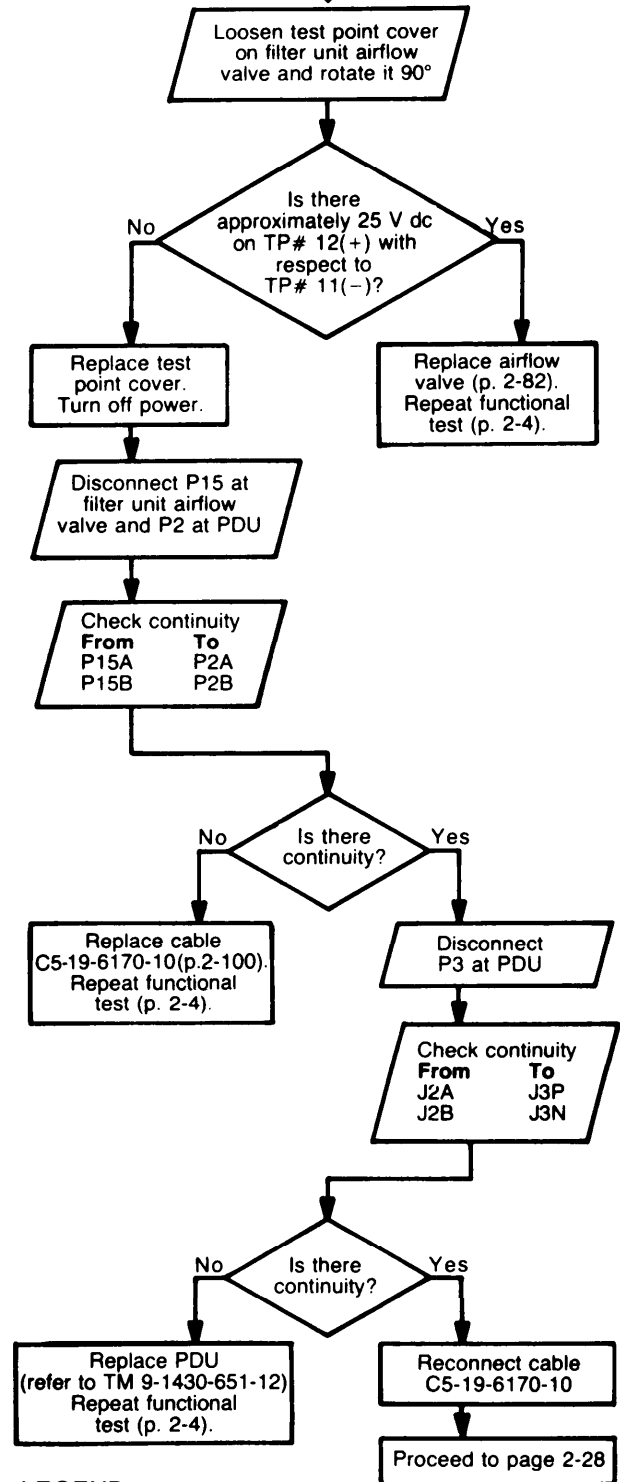 Loosen test point cover
on filter unit airflow
valve and rotate it 90°
Is there
approximately 25 V dc
on TP# 12(+) with
respect to
TP# 11(−)?
No
Yes
Replace test
point cover.
Turn off power.
Replace airflow
valve (p. 2-82).
Repeat functional
test (p. 2-4).
Disconnect P15 at
filter unit airflow
valve and P2 at PDU
Check continuity
From To
P15A P2A
P15B P2B
Is there
continuity?
No
Yes
Replace cable
C5-19-6170-10(p.2-100).
Repeat functional
test (p. 2-4).
Disconnect
P3 at PDU
Check continuity
From To
J2A J3P
J2B J3N
Is there
continuity?
No
Yes
Replace PDU
(refer to TM 9-1430-651-12)
Repeat functional
test (p. 2-4).
Reconnect cable
C5-19-6170-10
Proceed to page 2-28